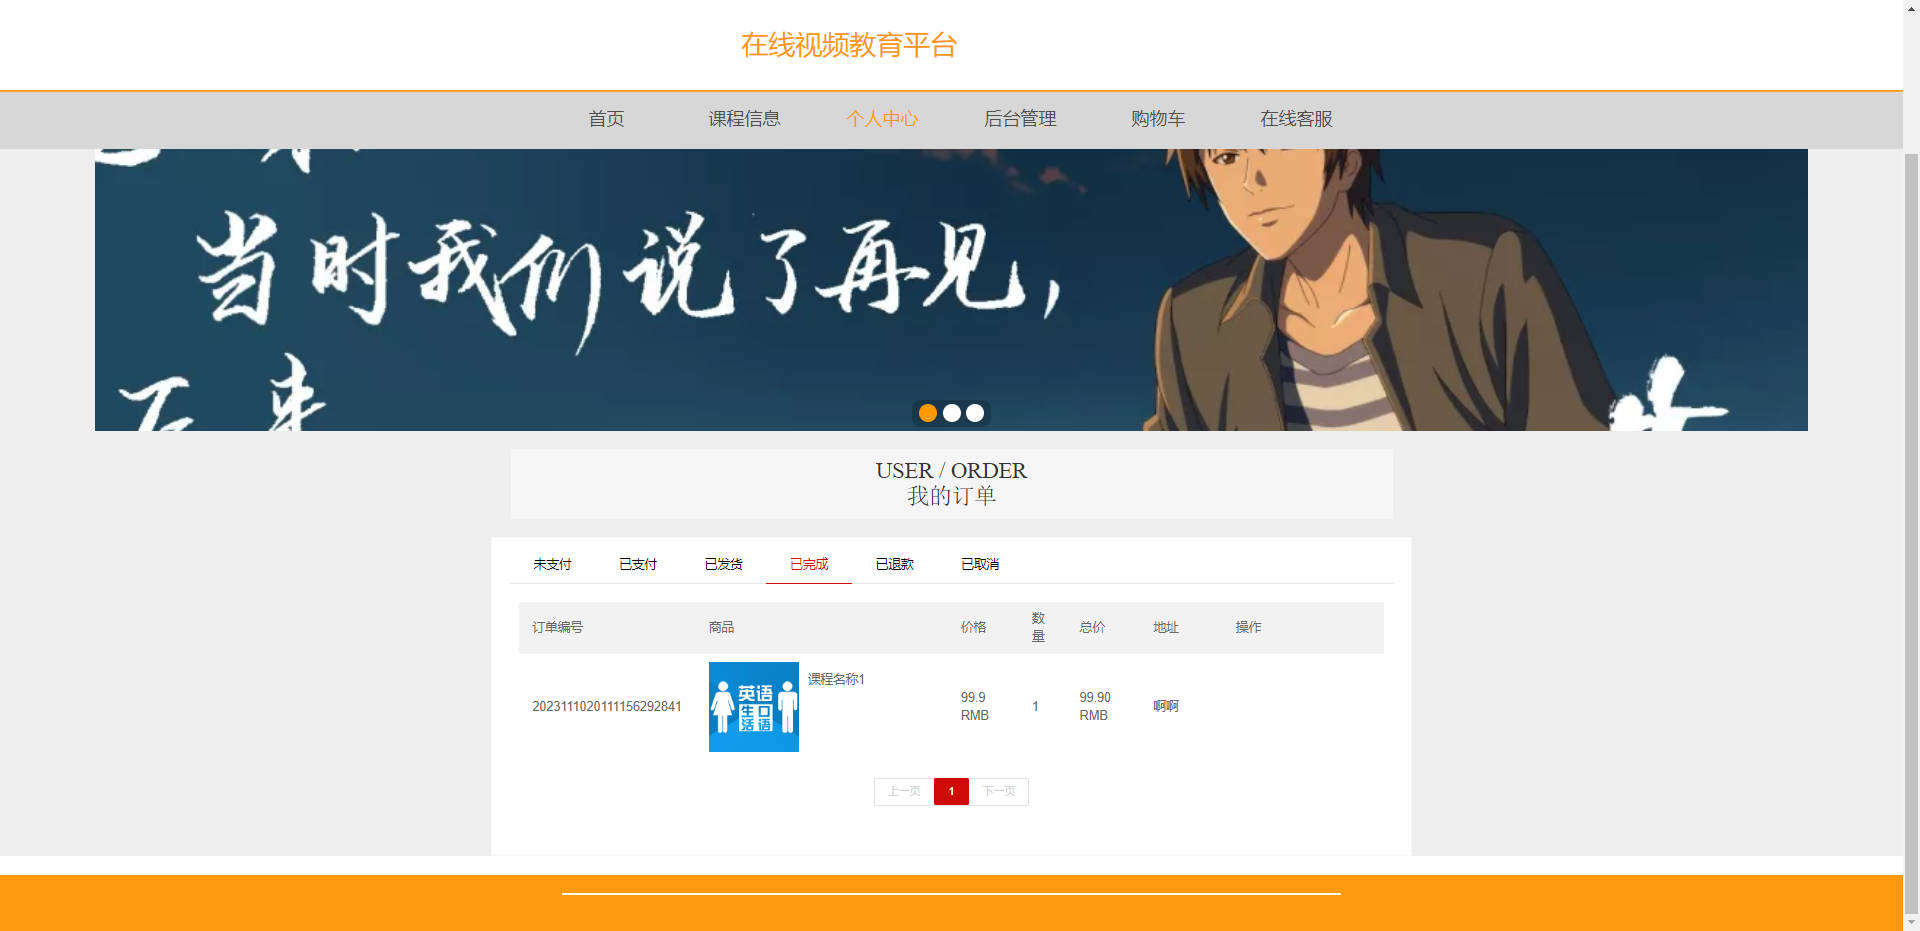 在线视频教育平台
首页 课程信息 个人中心 后台管理 购物车 在线客服
当时我们说了再见，
USER / ORDER
我的订单
未支付 已支付 已发货 已完成 已退款 已取消
订单编号 商品 价格 数量 总价 地址 操作
2023111020111156292841 英语生活口语 课程名称1 99.9 RMB 1 99.90 RMB 啊啊
上一页 1 下一页